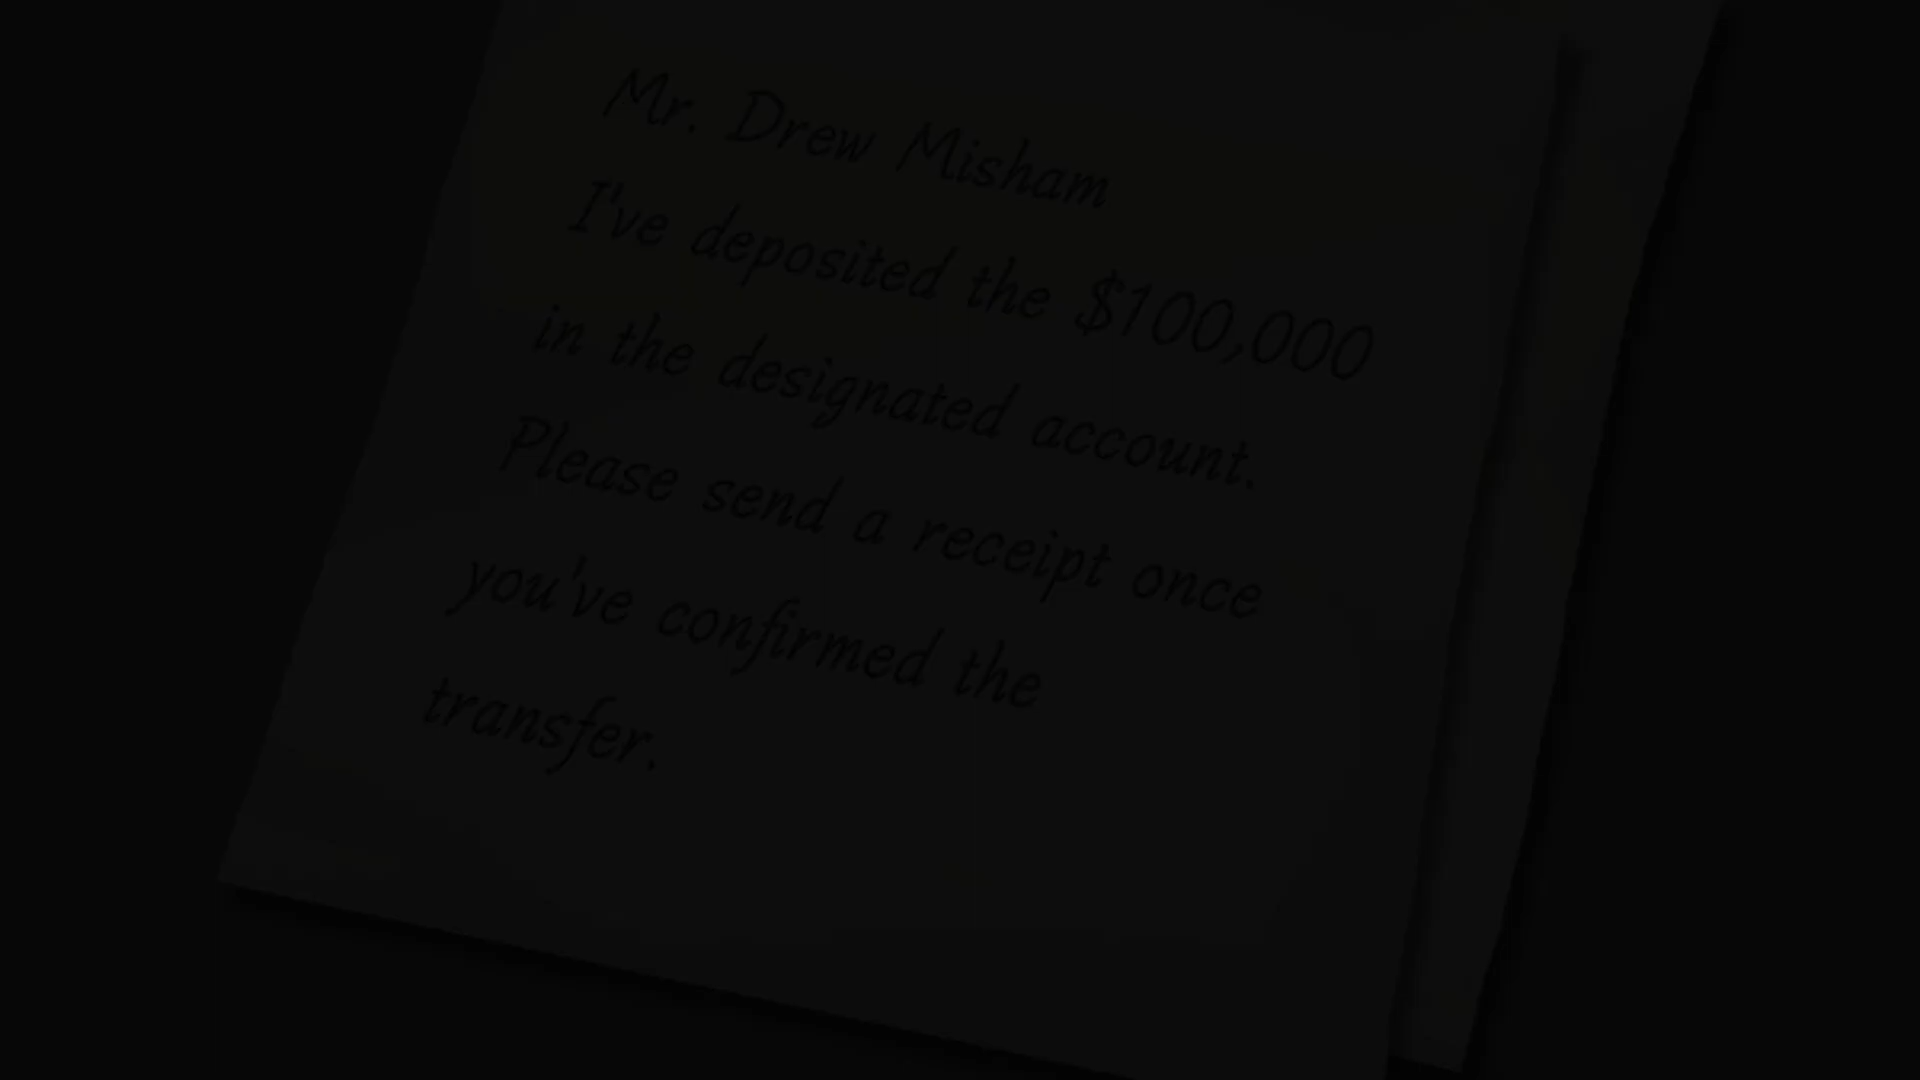 Mr. Drew Misham
I've deposited the $100,000
in the designated account.
Please send a receipt once
you've confirmed the
transfer.